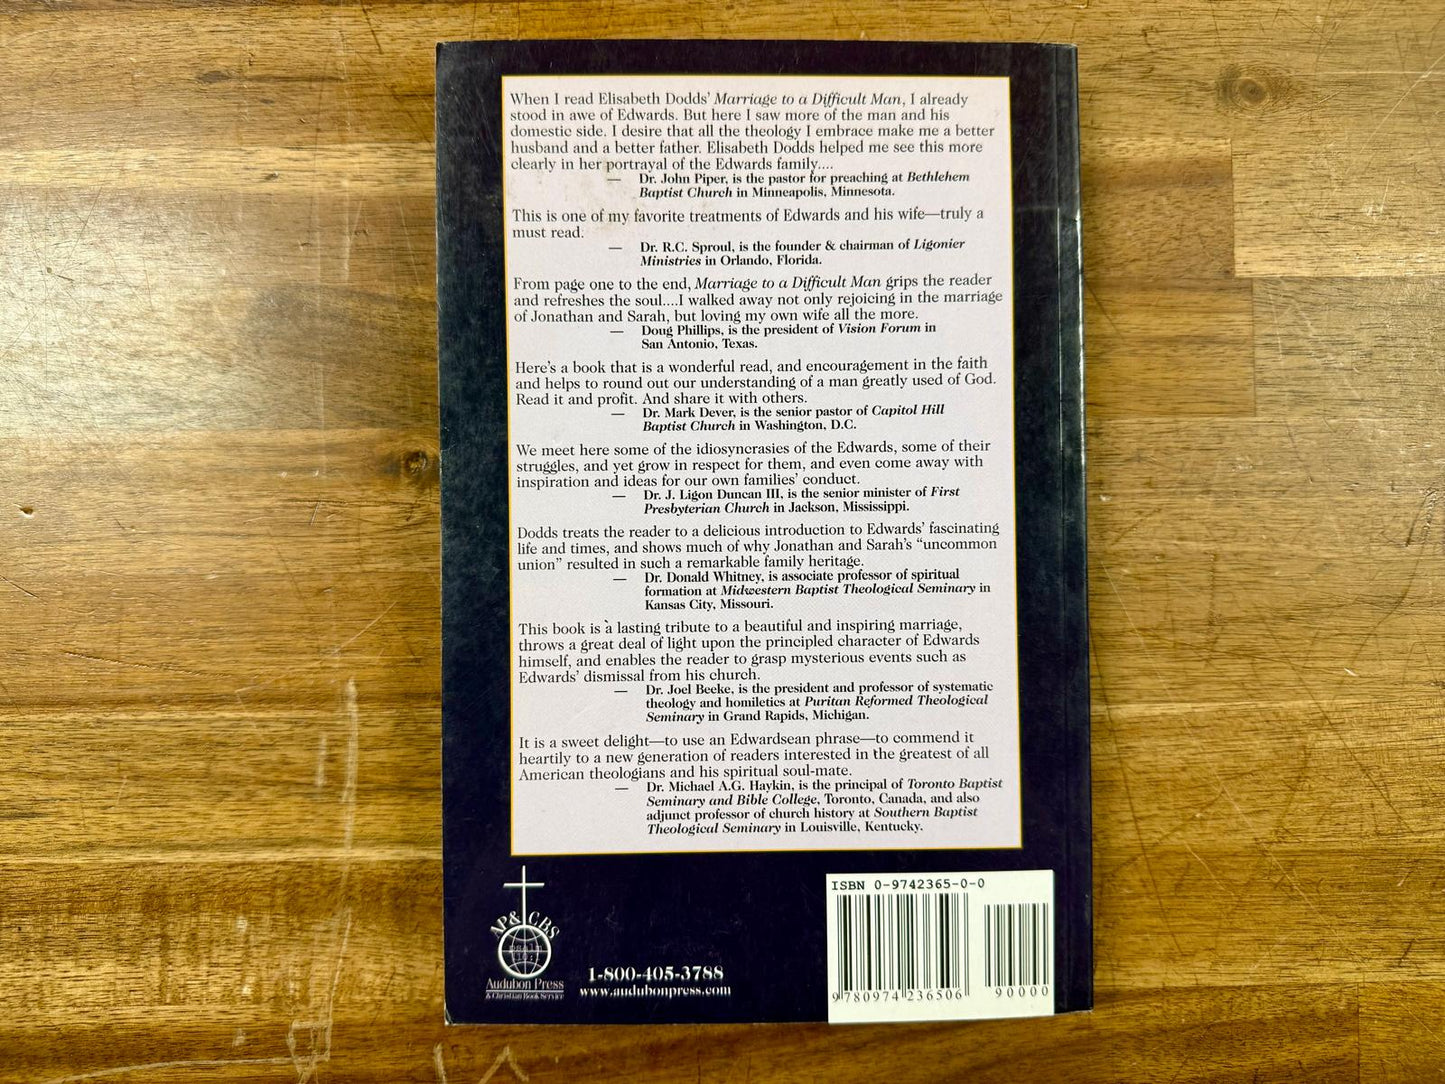 When I read Elisabeth Dodds' Marriage to a Difficult Man, I already
stood in awe of Edwards. But here I saw more of the man and his
domestic side. I desire that all the theology I embrace make me a better
husband and a better father. Elisabeth Dodds helped me see this more
clearly in her portrayal of the Edwards family....
— Dr. John Piper, is the pastor for preaching at Bethlehem
Baptist Church in Minneapolis, Minnesota.
This is one of my favorite treatments of Edwards and his wife—truly a
must read.
— Dr. R.C. Sproul, is the founder & chairman of Ligonier
Ministries in Orlando, Florida.
From page one to the end, Marriage to a Difficult Man grips the reader
and refreshes the soul....I walked away not only rejoicing in the marriage
of Jonathan and Sarah, but loving my own wife all the more.
— Doug Phillips, is the president of Vision Forum in
San Antonio, Texas.
Here's a book that is a wonderful read, and encouragement in the faith
and helps to round out our understanding of a man greatly used of God.
Read it and profit. And share it with others.
— Dr. Mark Dever, is the senior pastor of Capitol Hill
Baptist Church in Washington, D.C.
We meet here some of the idiosyncrasies of the Edwards, some of their
struggles, and yet grow in respect for them, and even come away with
inspiration and ideas for our own families' conduct.
— Dr. J. Ligon Duncan III, is the senior minister of First
Presbyterian Church in Jackson, Mississippi.
Dodds treats the reader to a delicious introduction to Edwards' fascinating
life and times, and shows much of why Jonathan and Sarah's "uncommon
union" resulted in such a remarkable family heritage.
— Dr. Donald Whitney, is associate professor of spiritual
formation at Midwestern Baptist Theological Seminary in
Kansas City, Missouri.
This book is a lasting tribute to a beautiful and inspiring marriage,
throws a great deal of light upon the principled character of Edwards
himself, and enables the reader to grasp mysterious events such as
Edwards' dismissal from his church.
— Dr. Joel Beeke, is the president and professor of systematic
theology and homiletics at Puritan Reformed Theological
Seminary in Grand Rapids, Michigan.
It is a sweet delight—to use an Edwardsean phrase—to commend it
heartily to a new generation of readers interested in the greatest of all
American theologians and his spiritual soul-mate.
— Dr. Michael A.G. Haykin, is the principal of Toronto Baptist
Seminary and Bible College, Toronto, Canada, and also
adjunct professor of church history at Southern Baptist
Theological Seminary in Louisville, Kentucky.
AP&CBS
Audubon Press
& Christian Book Service
1-800-405-3788
www.audubonpress.com
ISBN 0-9742365-0-0
9 780974 236506
90000